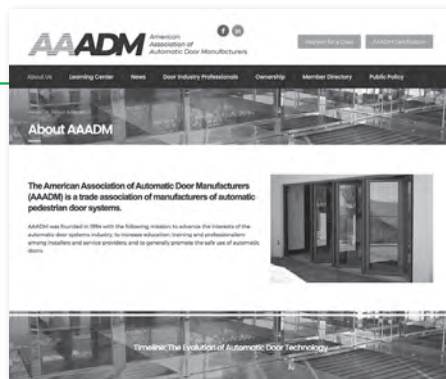 AAADM
American
Association of
Automatic Door Manufacturers
f in
Register for a Class
AAADM Certification
About Us Learning Center News Door Industry Professionals Ownership Member Directory Public Policy
About AAADM
The American Association of Automatic Door Manufacturers
(AAADM) is a trade association of manufacturers of automatic
pedestrian door systems.
AAADM was founded in 1994 with the following mission: to advance the interests of the
automatic door systems industry; to increase education, training and professionalism
among installers and service providers; and to generally promote the safe use of automatic
doors.
Timeline: The Evolution of Automatic Door Technology